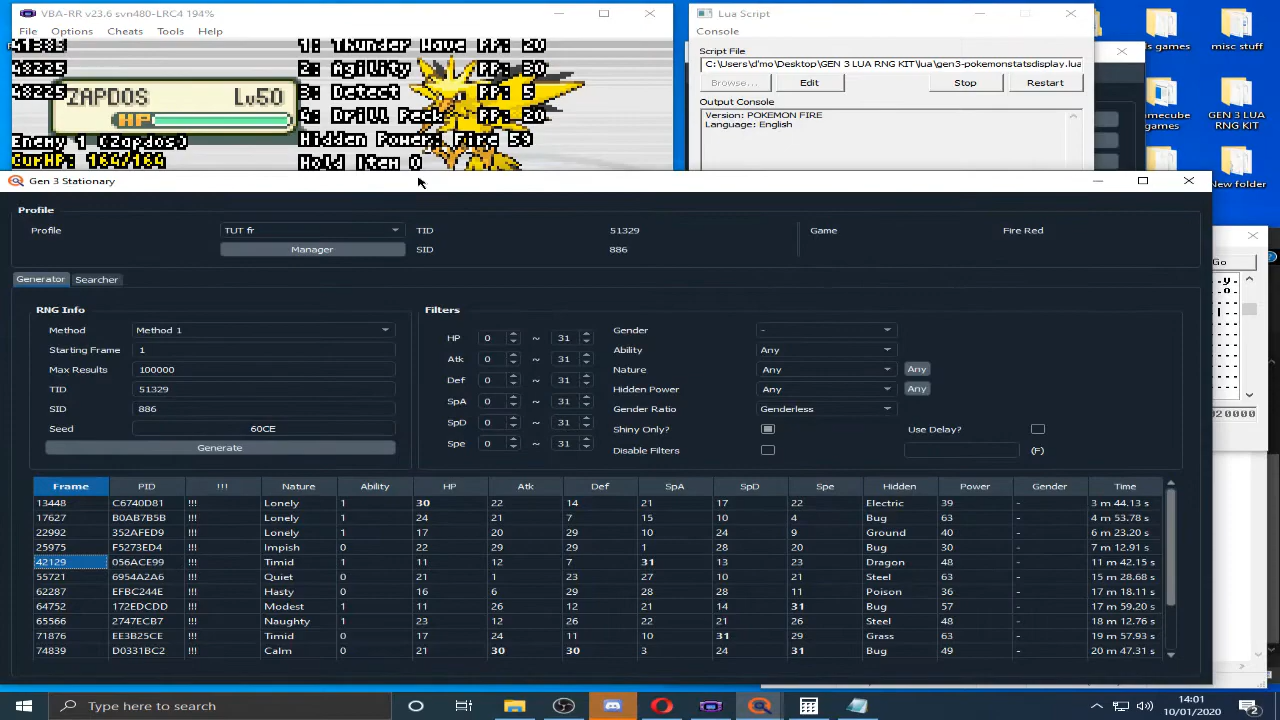 VBA-RR v23.6 svn480-LRC4 194%
File Options Cheats Tools Help
1: Thunder Wave PP: 20
48225 2: Agility PP: 30
48225 3: Detect PP: 5
ZAPDOS Lv50
4: Drill Peck PP: 20
HP
Enemy 1 (Zapdos)
Hidden Power: Fire 50
CurHP: 164/164
Hold Item 0
Lua Script
Console
Script File
C:\Users\d'mo\Desktop\GEN 3 LUA RNG KIT\lua\gen3-pokemonstatsdisplay.lua
Browse... Edit Stop Restart
Output Console
Version: POKEMON FIRE
Language: English
ds games
misc stuff
mecube games
GEN 3 LUA RNG KIT
New folder
Go
020000
Gen 3 Stationary
Profile
Profile TUT fr TID 51329 Game Fire Red
Manager SID 886
Generator Searcher
RNG Info
Method Method 1
Starting Frame 1
Max Results 100000
TID 51329
SID 886
Seed 60CE
Generate
Filters
HP 0 ~ 31
Atk 0 ~ 31
Def 0 ~ 31
SpA 0 ~ 31
SpD 0 ~ 31
Spe 0 ~ 31
Gender -
Ability Any
Nature Any Any
Hidden Power Any Any
Gender Ratio Genderless
Shiny Only? Use Delay?
Disable Filters (F)
Frame PID !!! Nature Ability HP Atk Def SpA SpD Spe Hidden Power Gender Time
13448 C6740D81 !!! Lonely 1 30 22 14 21 17 22 Electric 39 - 3 m 44.13 s
17627 B0AB7B5B !!! Lonely 1 24 21 7 15 10 4 Bug 63 - 4 m 53.78 s
22992 352AFED9 !!! Lonely 1 17 20 29 10 24 9 Ground 40 - 6 m 23.20 s
25975 F5273ED4 !!! Impish 0 22 29 29 1 28 20 Bug 30 - 7 m 12.91 s
42129 056ACE99 !!! Timid 1 11 12 7 31 13 23 Dragon 48 - 11 m 42.15 s
55721 6954A2A6 !!! Quiet 0 21 1 23 27 10 21 Steel 63 - 15 m 28.68 s
62287 EFBC244E !!! Hasty 0 16 6 29 28 28 11 Poison 36 - 17 m 18.11 s
64752 172EDCDD !!! Modest 1 11 26 12 21 14 31 Bug 57 - 17 m 59.20 s
65566 2747ECB7 !!! Naughty 1 23 12 26 22 21 26 Steel 48 - 18 m 12.76 s
71876 EE3B25CE !!! Timid 0 17 24 11 10 31 29 Grass 63 - 19 m 57.93 s
74839 D0331BC2 !!! Calm 0 21 30 30 3 24 31 Bug 49 - 20 m 47.31 s
Type here to search
14:01
10/01/2020
2